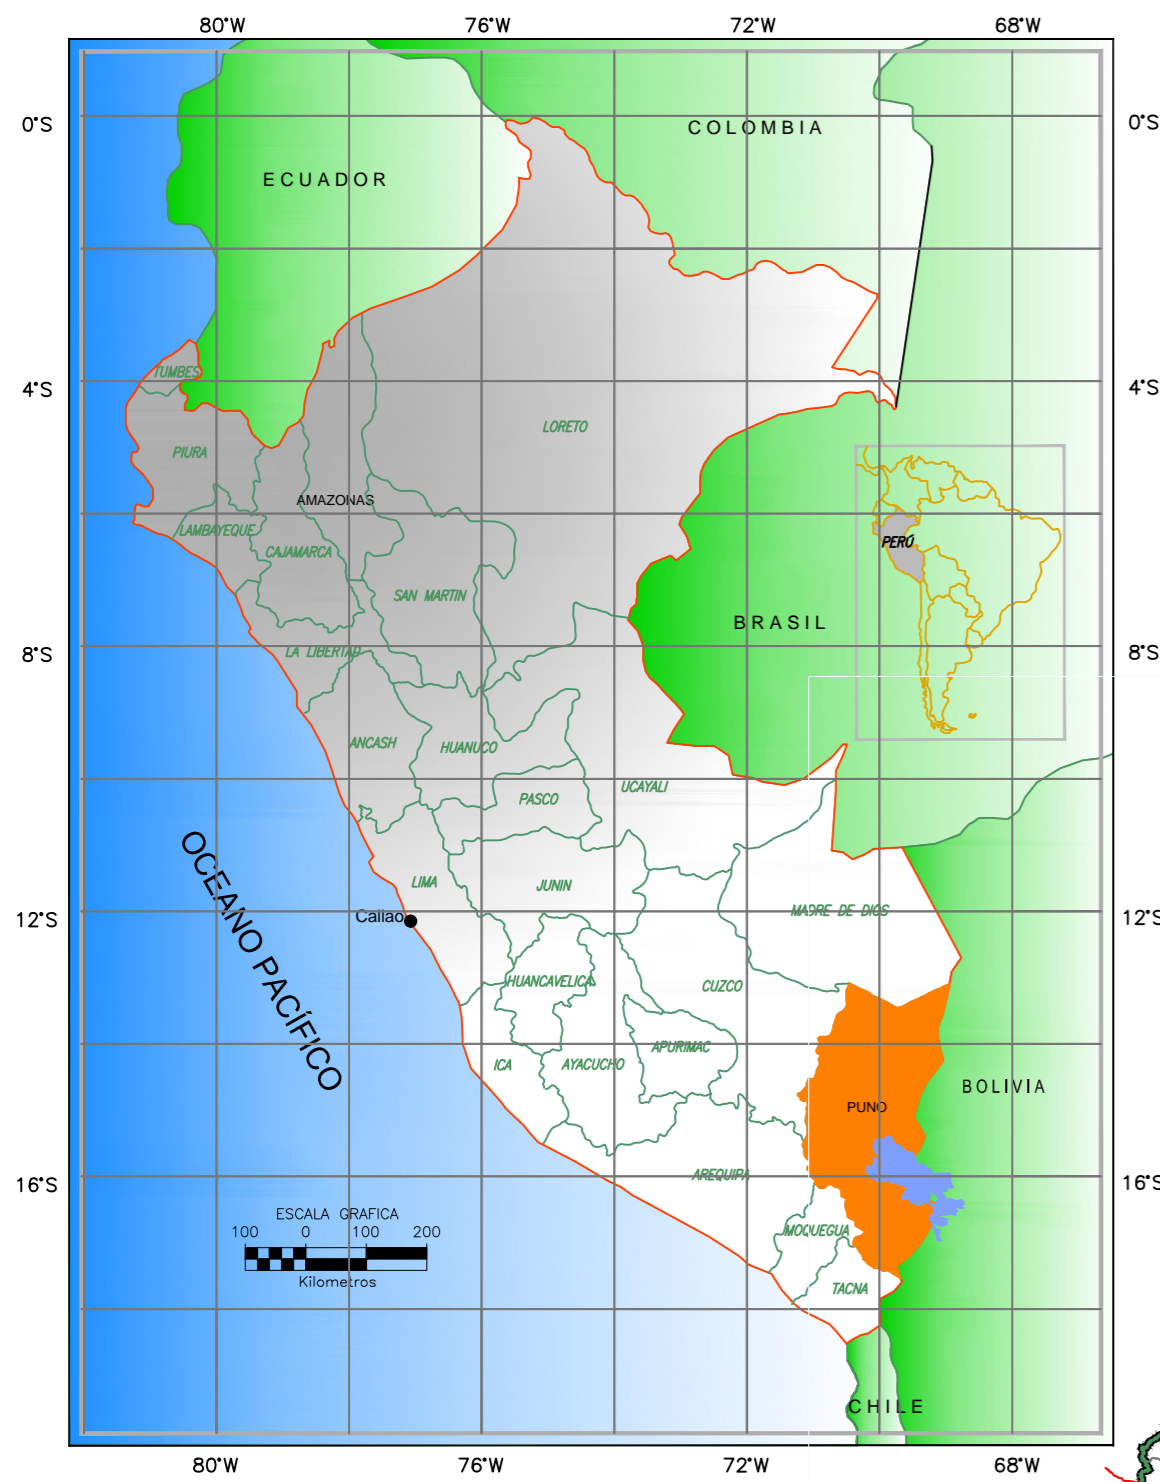 80°W 76°W 72°W 68°W
0°S 0°S
COLOMBIA
ECUADOR
TUMBES
4°S 4°S
LORETO
PIURA
AMAZONAS
LAMBAYEQUE
CAJAMARCA
PERÚ
SAN MARTIN
BRASIL
LA LIBERTAD
8°S 8°S
ANCASH
HUANUCO
UCAYALI
PASCO
OCEANO PACÍFICO
LIMA
JUNIN
MADRE DE DIOS
Callao
12°S 12°S
HUANCAVELICA
CUZCO
APURIMAC
ICA
AYACUCHO
BOLIVIA
PUNO
AREQUIPA
16°S 16°S
ESCALA GRAFICA
100 0 100 200
Kilometros
MOQUEGUA
TACNA
CHILE
80°W 76°W 72°W 68°W